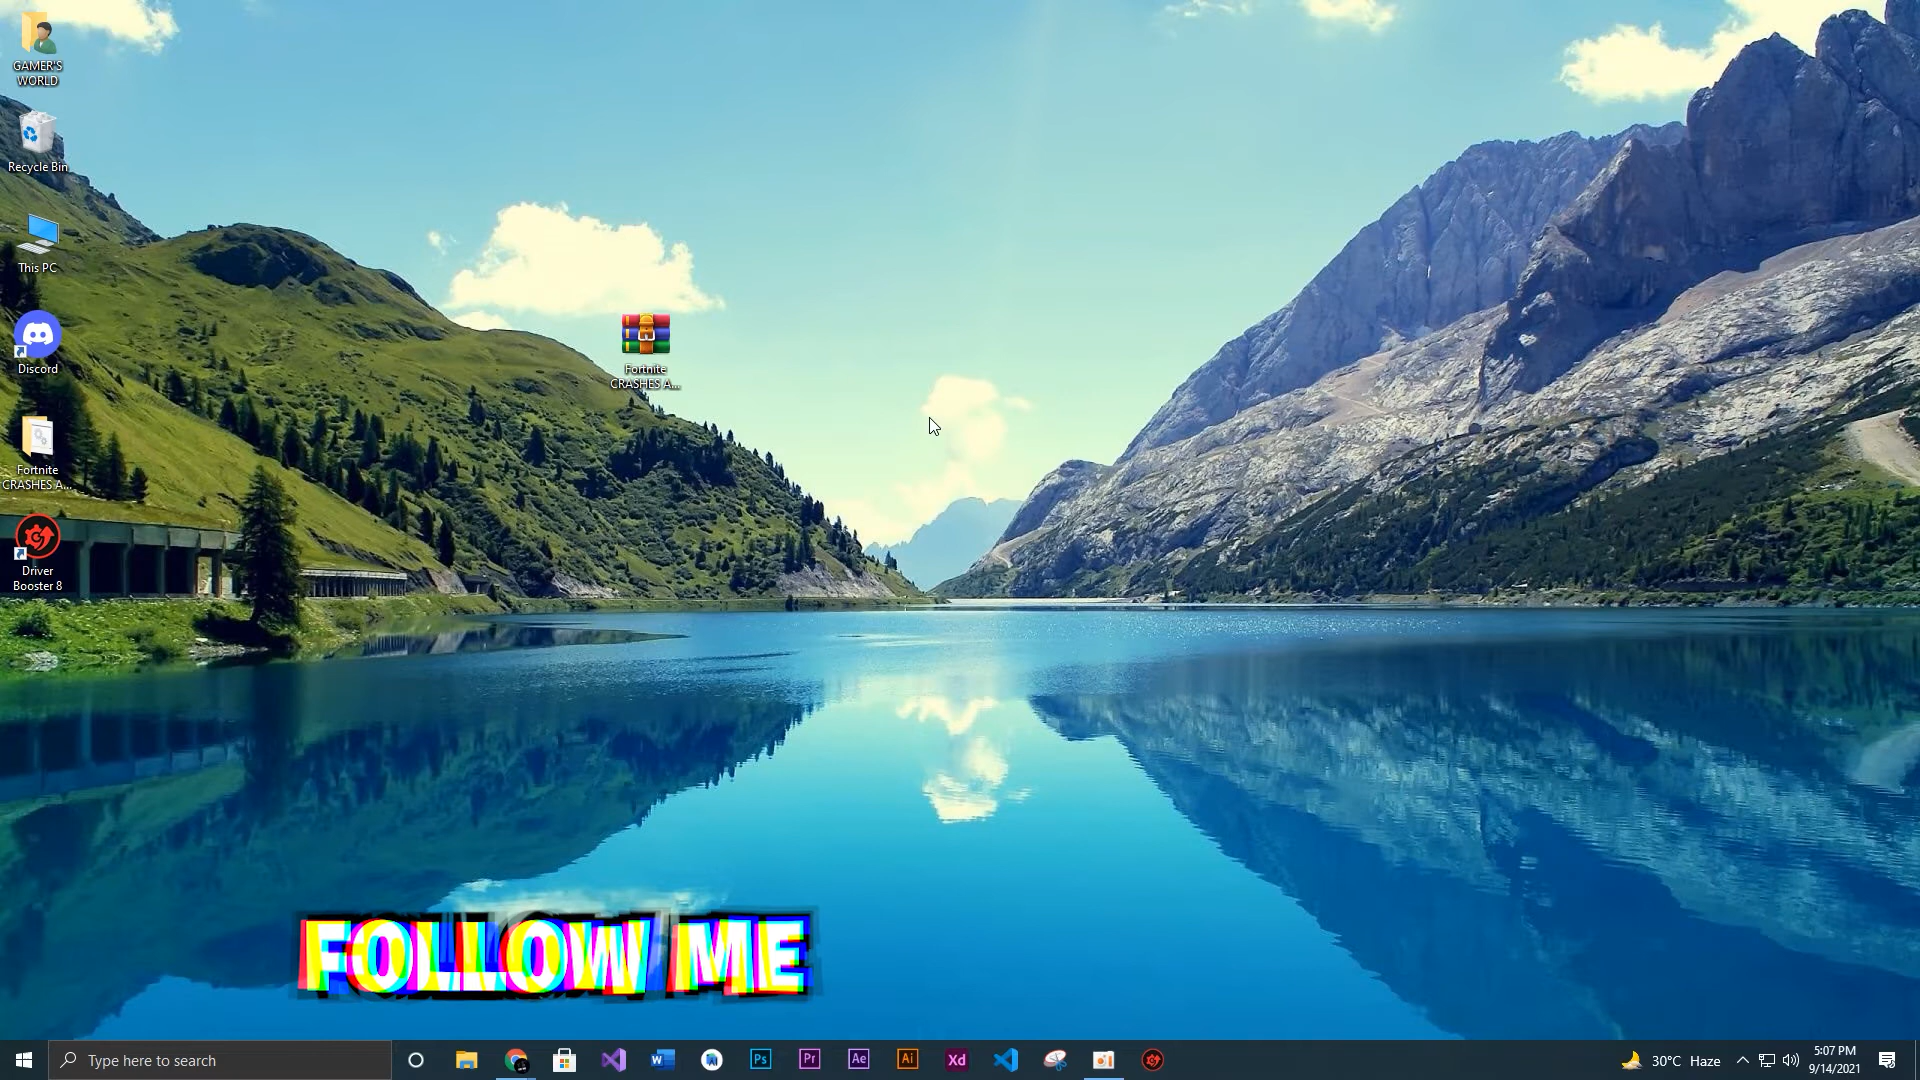 GAMER'S
WORLD
Recycle Bin
This PC
Discord
Fortnite
CRASHES A...
Driver
Booster 8
Fortnite
CRASHES A...
FOLLOW ME
Type here to search
W
Ps
Pr
Ae
Ai
Xd
30°C Haze
5:07 PM
9/14/2021